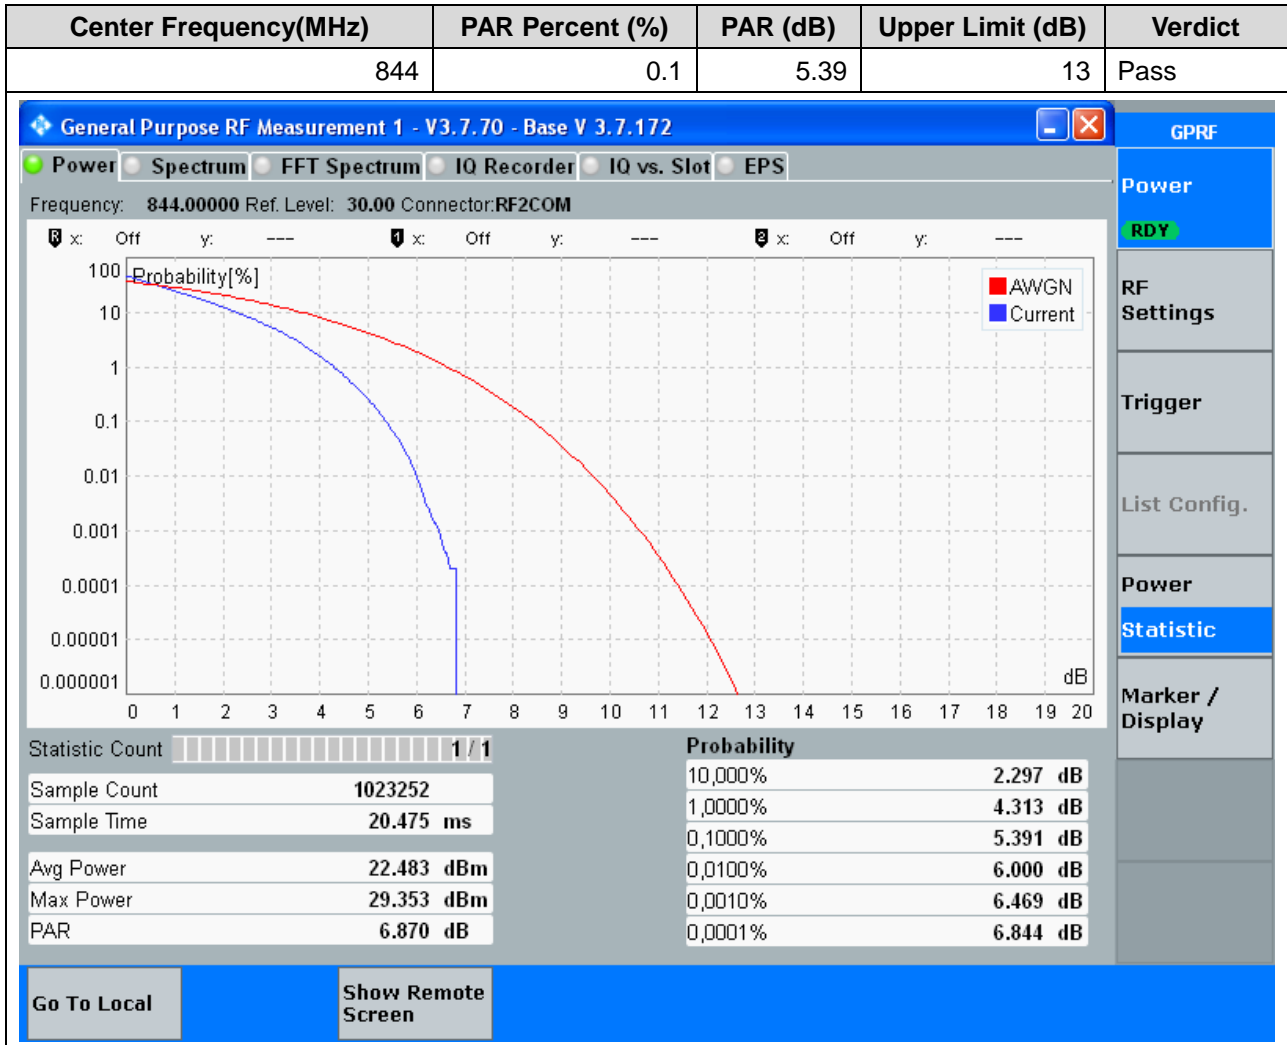 Center Frequency(MHz) PAR Percent (%) PAR (dB) Upper Limit (dB) Verdict
844 0.1 5.39 13 Pass
General Purpose RF Measurement 1 - V3.7.70 - Base V 3.7.172
GPRF
Power Spectrum FFT Spectrum IQ Recorder IQ vs. Slot EPS
Power
RDY
Frequency: 844.00000 Ref. Level: 30.00 Connector:RF2COM
R x: Off y: --- 1 x: Off y: --- 2 x: Off y: ---
Probability[%]
AWGN
Current
100
10
1
0.1
0.01
0.001
0.0001
0.00001
0.000001
dB
0 1 2 3 4 5 6 7 8 9 10 11 12 13 14 15 16 17 18 19 20
RF
Settings
Trigger
List Config.
Power
Statistic
Marker /
Display
Statistic Count 1 / 1
Sample Count 1023252
Sample Time 20.475 ms
Avg Power 22.483 dBm
Max Power 29.353 dBm
PAR 6.870 dB
Probability
10,000% 2.297 dB
1,0000% 4.313 dB
0,1000% 5.391 dB
0,0100% 6.000 dB
0,0010% 6.469 dB
0,0001% 6.844 dB
Go To Local
Show Remote
Screen